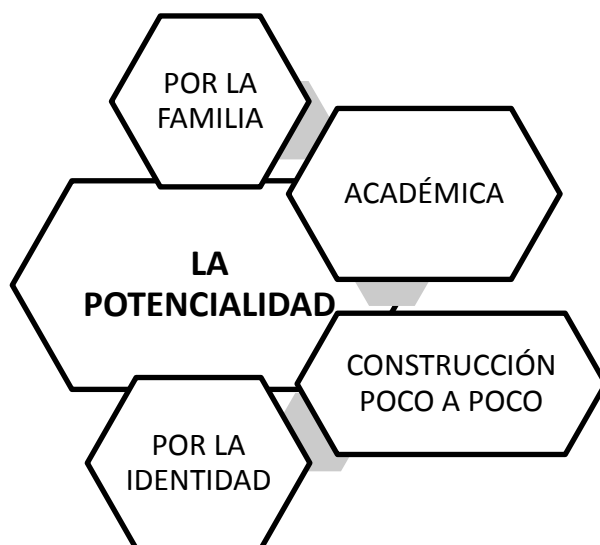 POR LA
FAMILIA
ACADÉMICA
LA
POTENCIALIDAD
CONSTRUCCIÓN
POCO A POCO
POR LA
IDENTIDAD